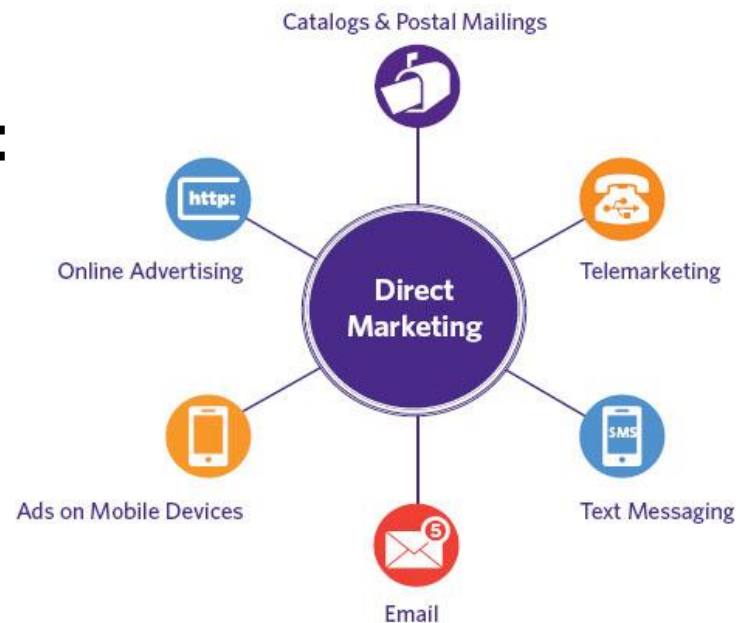 Catalogs & Postal Mailings
:
http:
Online Advertising
Telemarketing
Direct
Marketing
SMS
Ads on Mobile Devices
Text Messaging
5
Email